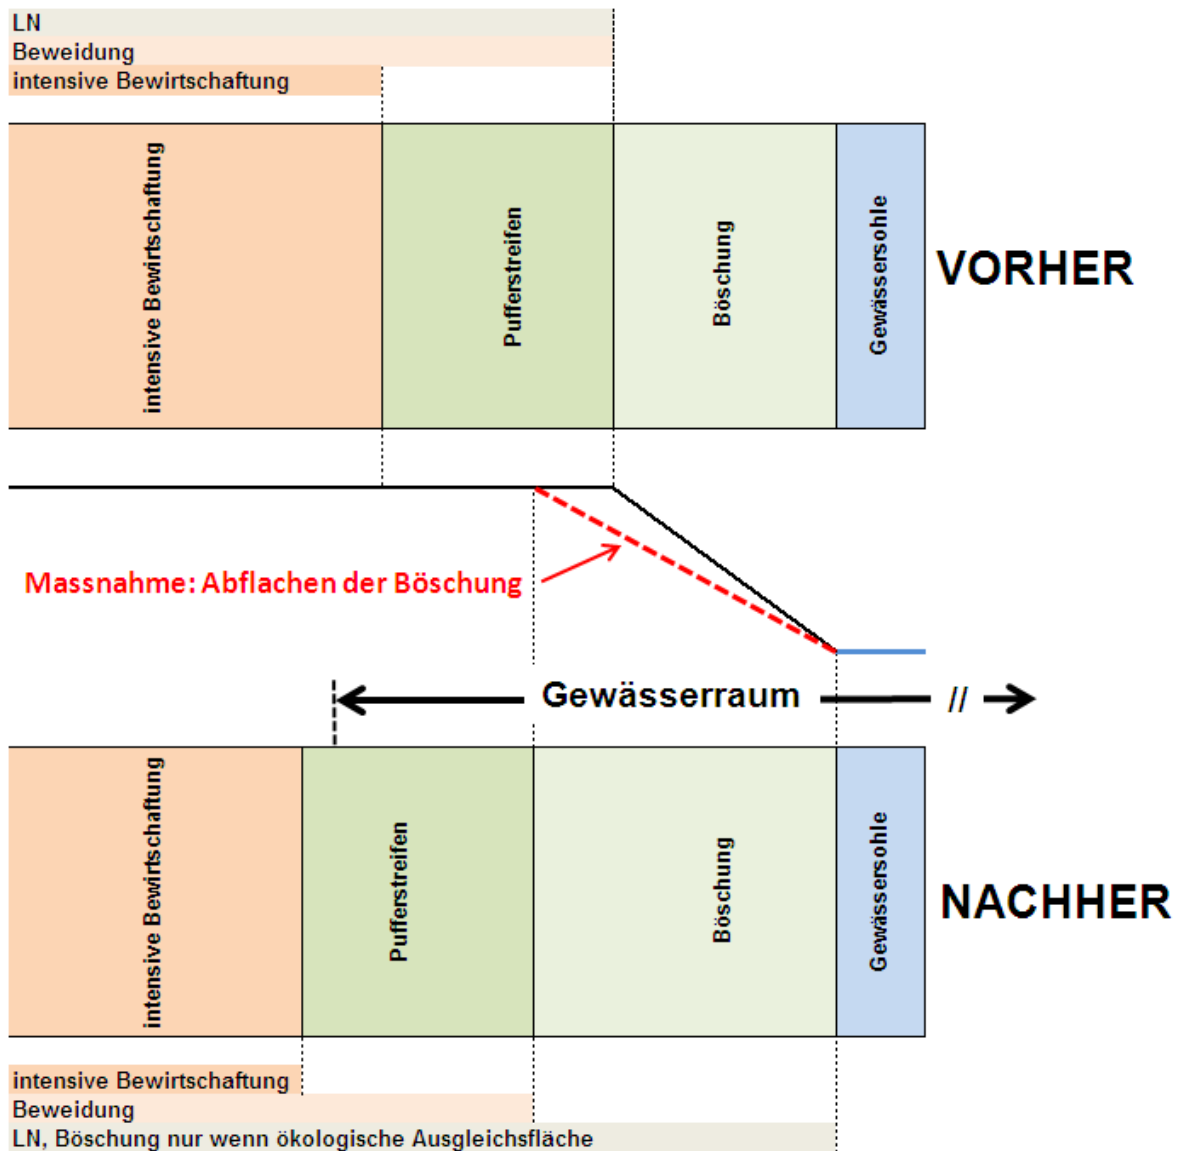 LN
Beweidung
intensive Bewirtschaftung
intensive Bewirtschaftung
Pufferstreifen
Böschung
Gewässersohle
VORHER
Massnahme: Abflachen der Böschung
Gewässerraum
//
intensive Bewirtschaftung
Pufferstreifen
Böschung
Gewässersohle
NACHHER
intensive Bewirtschaftung
Beweidung
LN, Böschung nur wenn ökologische Ausgleichsfläche